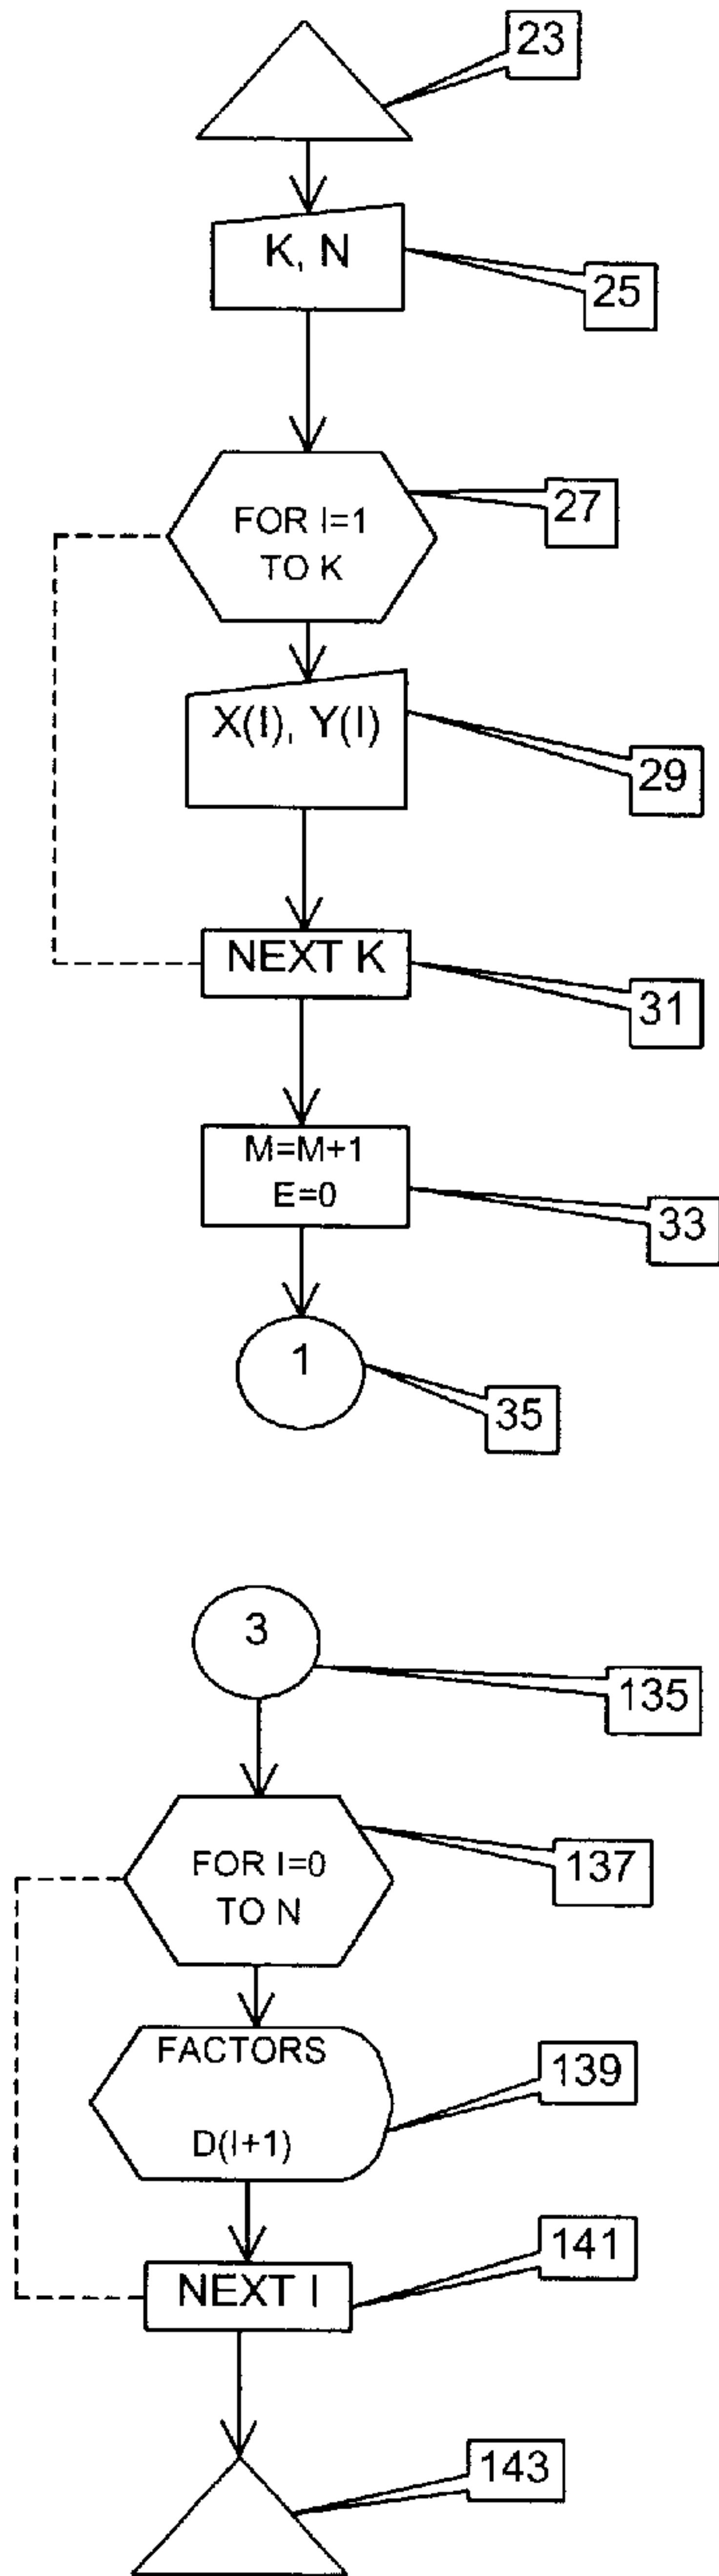 23
K, N
25
FOR I=1
TO K
27
X(I), Y(I)
29
NEXT K
31
M=M+1
E=0
33
1
35
3
135
FOR I=0
TO N
137
FACTORS
D(I+1)
139
NEXT I
141
143